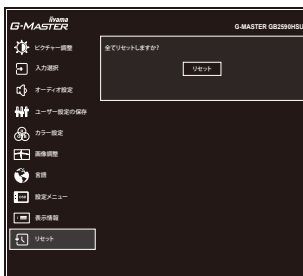 iiyama
G-MASTER
G-MASTER GB2590HSU
ピクチャー調整
全てリセットしますか?
入力選択
リセット
オーディオ設定
ユーザー設定の保存
カラー設定
画像調整
言語
設定メニュー
表示情報
リセット